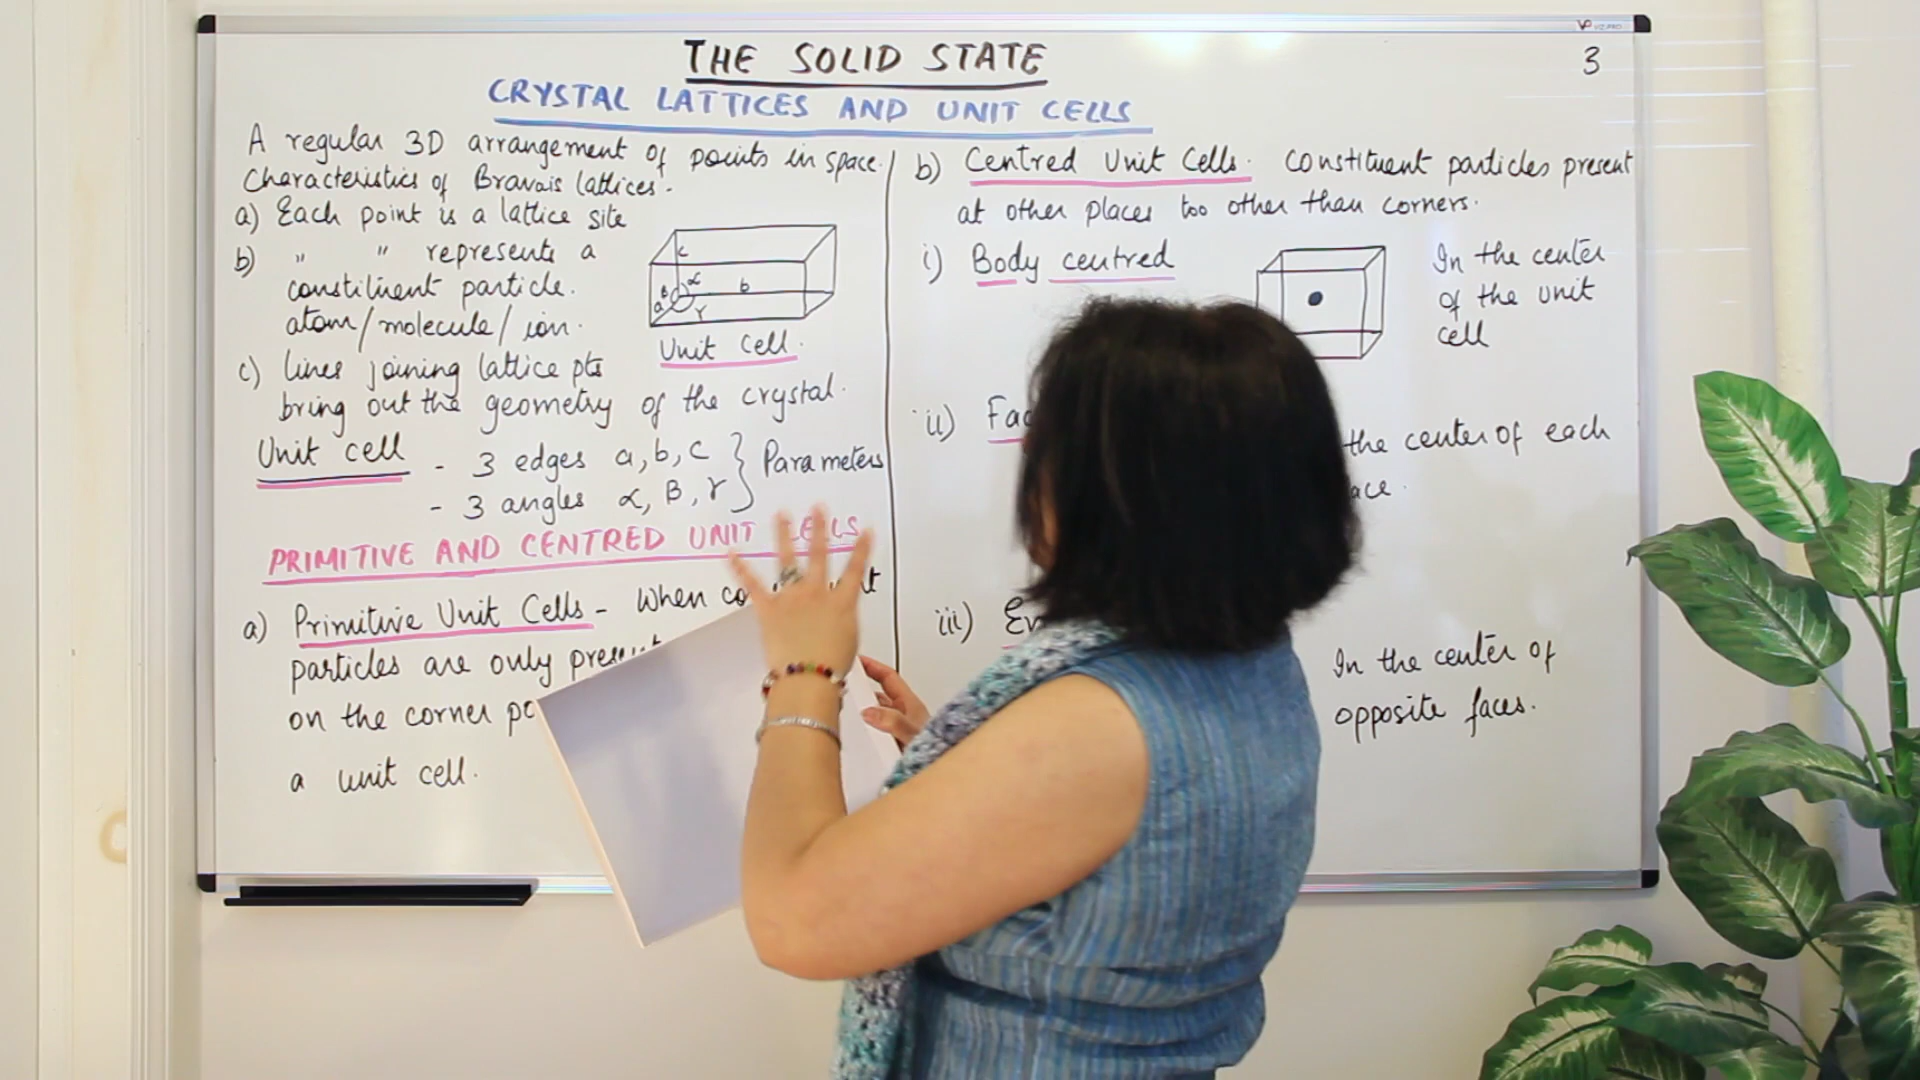 THE SOLID STATE
3
CRYSTAL LATTICES AND UNIT CELLS
A regular 3D arrangement of points in space.
Characteristics of Bravais lattices.
a) Each point is a lattice site
b) " " represents a
constituent particle.
atom/molecule/ion.
c) lines joining lattice pts
bring out the geometry of the crystal.
c
α
B
a
b
γ
Unit cell.
Unit cell - 3 edges a, b, c } Parameters
- 3 angles α, B, γ
PRIMITIVE AND CENTRED UNIT CELLS
a) Primitive Unit Cells - When
particles are only
on the corner
a unit cell.
b) Centred Unit Cells. Constituent particles present
at other places too other than corners.
i) Body centred
In the center
of the unit
cell
ii)
the center of each
iii)
In the center of
opposite faces.